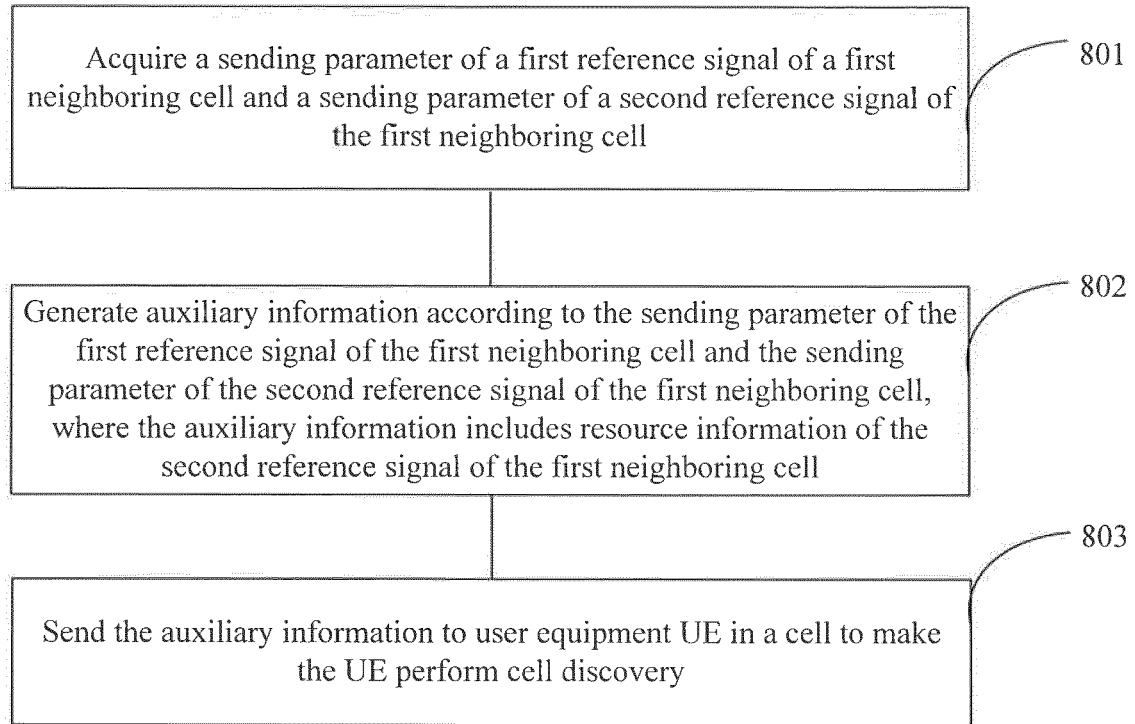 Acquire a sending parameter of a first reference signal of a first
neighboring cell and a sending parameter of a second reference signal of
the first neighboring cell
801
Generate auxiliary information according to the sending parameter of the
first reference signal of the first neighboring cell and the sending
parameter of the second reference signal of the first neighboring cell,
where the auxiliary information includes resource information of the
second reference signal of the first neighboring cell
802
Send the auxiliary information to user equipment UE in a cell to make
the UE perform cell discovery
803